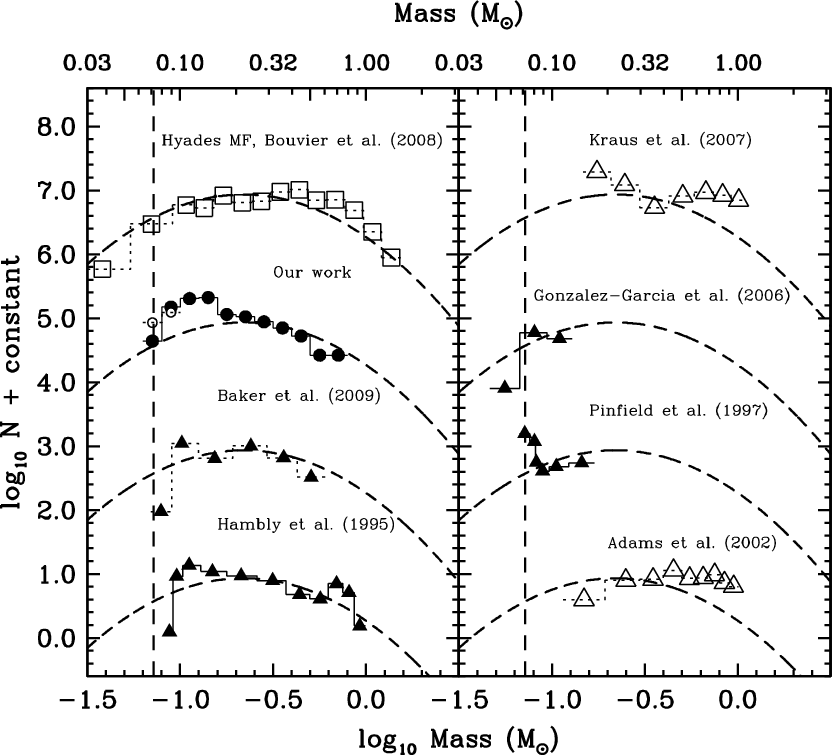 Mass (M⊙)
0.03 0.10 0.32 1.00 0.03 0.10 0.32 1.00
8.0
7.0
6.0
5.0
4.0
3.0
2.0
1.0
0.0
log₁₀ N + constant
Hyades MF, Bouvier et al. (2008)
Our work
Baker et al. (2009)
Hambly et al. (1995)
Kraus et al. (2007)
Gonzalez-Garcia et al. (2006)
Pinfield et al. (1997)
Adams et al. (2002)
-1.5 -1.0 -0.5 0.0 -1.5 -1.0 -0.5 0.0
log₁₀ Mass (M⊙)